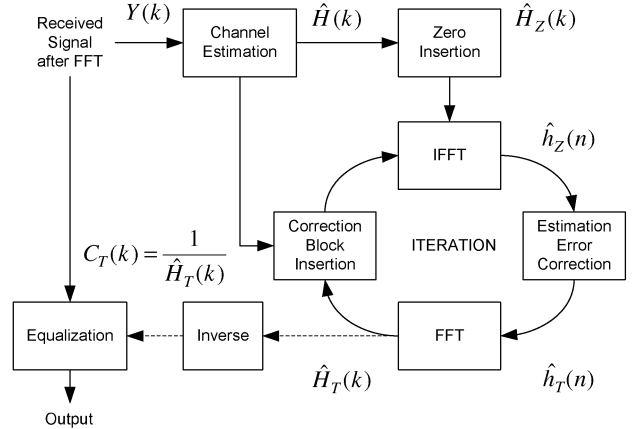 Received
Signal
after FFT
Y(k)
Channel
Estimation
Ĥ(k)
Zero
Insertion
Ĥ_Z(k)
IFFT
ĥ_Z(n)
Correction
Block
Insertion
ITERATION
Estimation
Error
Correction
C_T(k) = 1 / Ĥ_T(k)
Equalization
Inverse
FFT
Ĥ_T(k)
ĥ_T(n)
Output